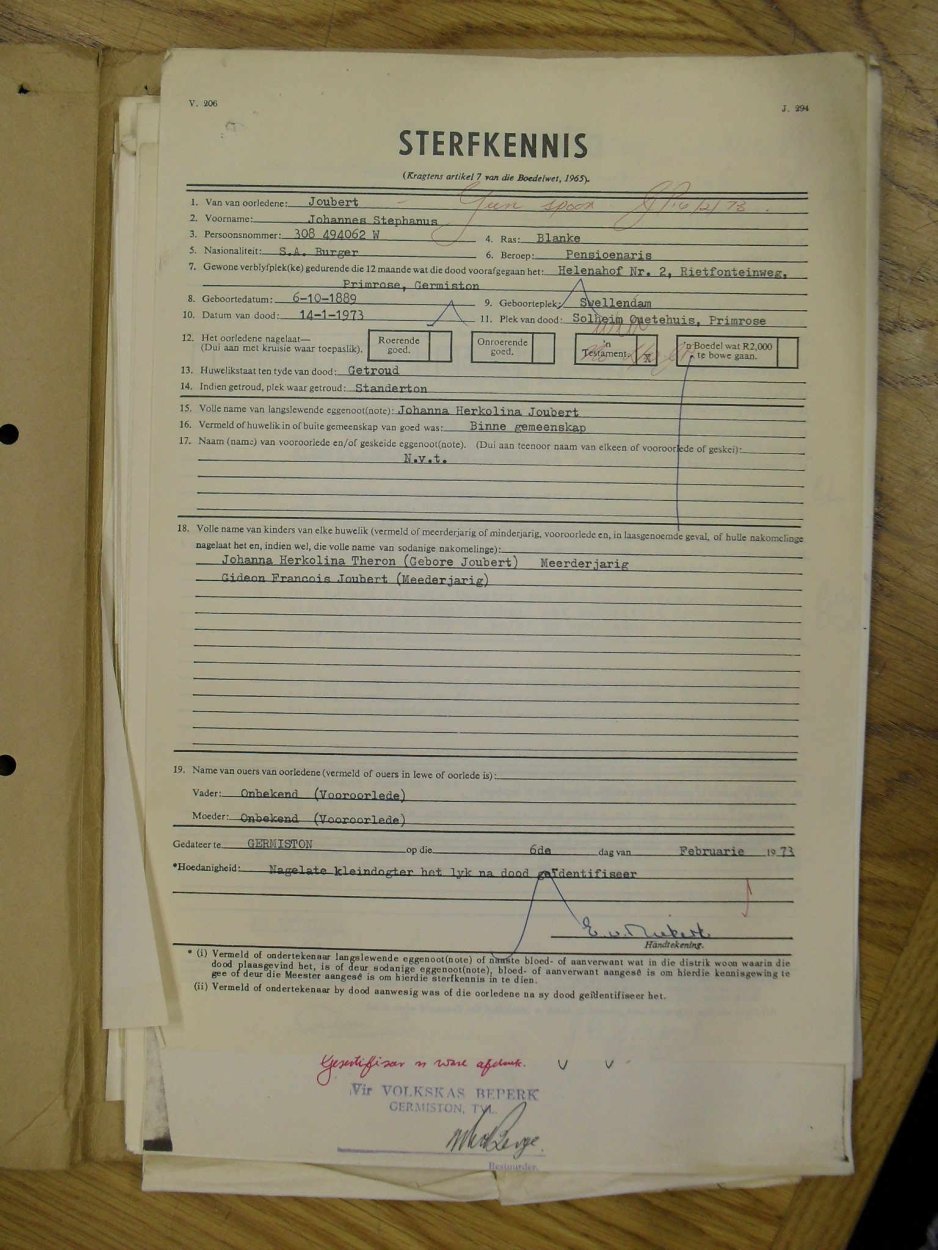 V. 206 J. 294
STERFKENNIS
(Kragtens artikel 7 van die Boedelwet, 1965).
1. Van van oorledene: Joubert Geen spoor 6/2/73
2. Voorname: Johannes Stephanus
3. Persoonsnommer: 308 494062 W 4. Ras: Blanke
5. Nasionaliteit: S.A. Burger 6. Beroep: Pensioenaris
7. Gewone verblyfplek(ke) gedurende die 12 maande wat die dood voorafgegaan het: Helenahof Nr. 2, Rietfonteinweg,
Primrose, Germiston
8. Geboortedatum: 6-10-1889 9. Geboorteplek: Swellendam
10. Datum van dood: 14-1-1973 11. Plek van dood: Solheim Ouetehuis, Primrose
12. Het oorledene nagelaat— Roerende Onroerende 'n 'n Boedel wat R2,000
(Dui aan met kruisie waar toepaslik). goed. goed. Testament. X te bowe gaan.
13. Huwelikstaat ten tyde van dood: Getroud
14. Indien getroud, plek waar getroud: Standerton
15. Volle name van langslewende eggenoot(note): Johanna Herkolina Joubert
16. Vermeld of huwelik in of buite gemeenskap van goed was: Binne gemeenskap
17. Naam (name) van vooroorlede en/of geskeide eggenoot(note). (Dui aan teenoor naam van elkeen of vooroorlede of geskei):
N.v.t.
18. Volle name van kinders van elke huwelik (vermeld of meerderjarig of minderjarig, vooroorlede en, in laasgenoemde geval, of hulle nakomelinge
nagelaat het en, indien wel, die volle name van sodanige nakomelinge):
Johanna Herkolina Theron (Gebore Joubert) Meerderjarig
Gideon Francois Joubert (Meederjarig)
19. Name van ouers van oorledene (vermeld of ouers in lewe of oorlede is):
Vader: Onbekend (Vooroorlede)
Moeder: Onbekend (Vooroorlede)
Gedateer te GERMISTON op die 6de dag van Februarie 1973
*Hoedanigheid: Nagelate kleindogter het lyk na dood geïdentifiseer
E. v. Niekerk
Handtekening.
* (i) Vermeld of ondertekenaar langslewende eggenoot(note) of naaste bloed- of aanverwant wat in die distrik woon waarin die
dood plaasgevind het, is of deur sodanige eggenoot(note), bloed- of aanverwant aangesê is om hierdie kennisgewing te
gee of deur die Meester aangesê is om hierdie sterfkennis in te dien.
(ii) Vermeld of ondertekenaar by dood aanwesig was of die oorledene na sy dood geïdentifiseer het.
Gesertifiseer 'n ware afdruk.
Vir VOLKSKAS BEPERK
GERMISTON, TVL.
Bestuurder.